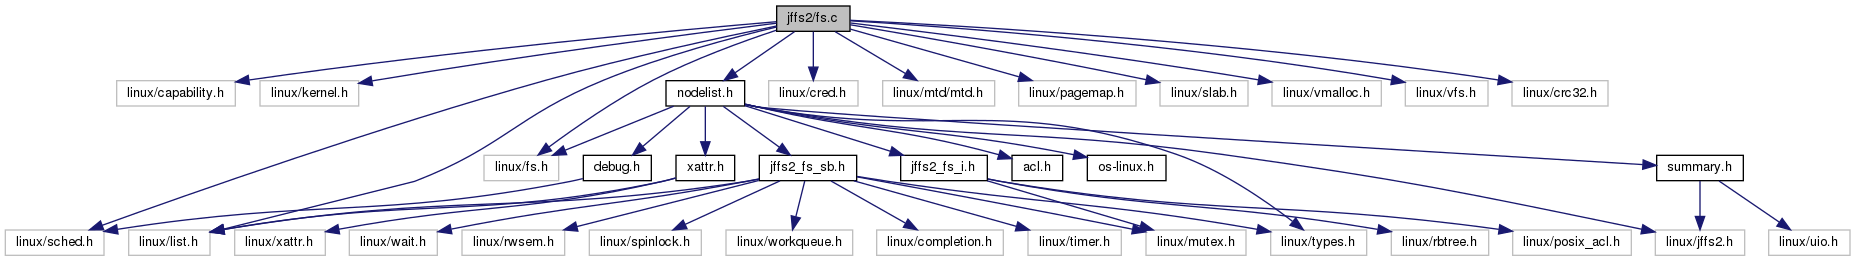 jffs2/fs.c
linux/capability.h
linux/kernel.h
nodelist.h
linux/cred.h
linux/mtd/mtd.h
linux/pagemap.h
linux/slab.h
linux/vmalloc.h
linux/vfs.h
linux/crc32.h
linux/fs.h
debug.h
xattr.h
jffs2_fs_sb.h
jffs2_fs_i.h
acl.h
os-linux.h
summary.h
linux/sched.h
linux/list.h
linux/xattr.h
linux/wait.h
linux/rwsem.h
linux/spinlock.h
linux/workqueue.h
linux/completion.h
linux/timer.h
linux/mutex.h
linux/types.h
linux/rbtree.h
linux/posix_acl.h
linux/jffs2.h
linux/uio.h